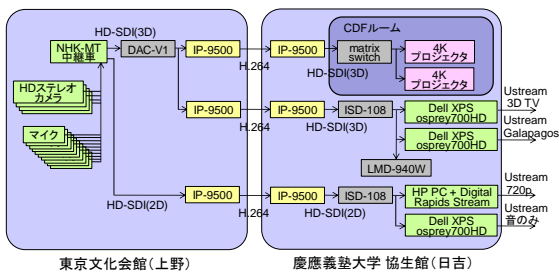 HD-SDI(3D)
NHK-MT
中継車
DAC-V1
IP-9500
H.264
IP-9500
HD-SDI(3D)
CDFルーム
matrix
switch
4K
プロジェクタ
4K
プロジェクタ
HDステレオ
カメラ
マイク
IP-9500
H.264
IP-9500
HD-SDI(3D)
ISD-108
Dell XPS
osprey700HD
Ustream
3D TV
Dell XPS
osprey700HD
Ustream
Galapagos
LMD-940W
HD-SDI(2D)
IP-9500
H.264
IP-9500
HD-SDI(2D)
ISD-108
HP PC + Digital
Rapids Stream
Ustream
720p
Dell XPS
osprey700HD
Ustream
音のみ
東京文化会館(上野)
慶應義塾大学 協生館(日吉)